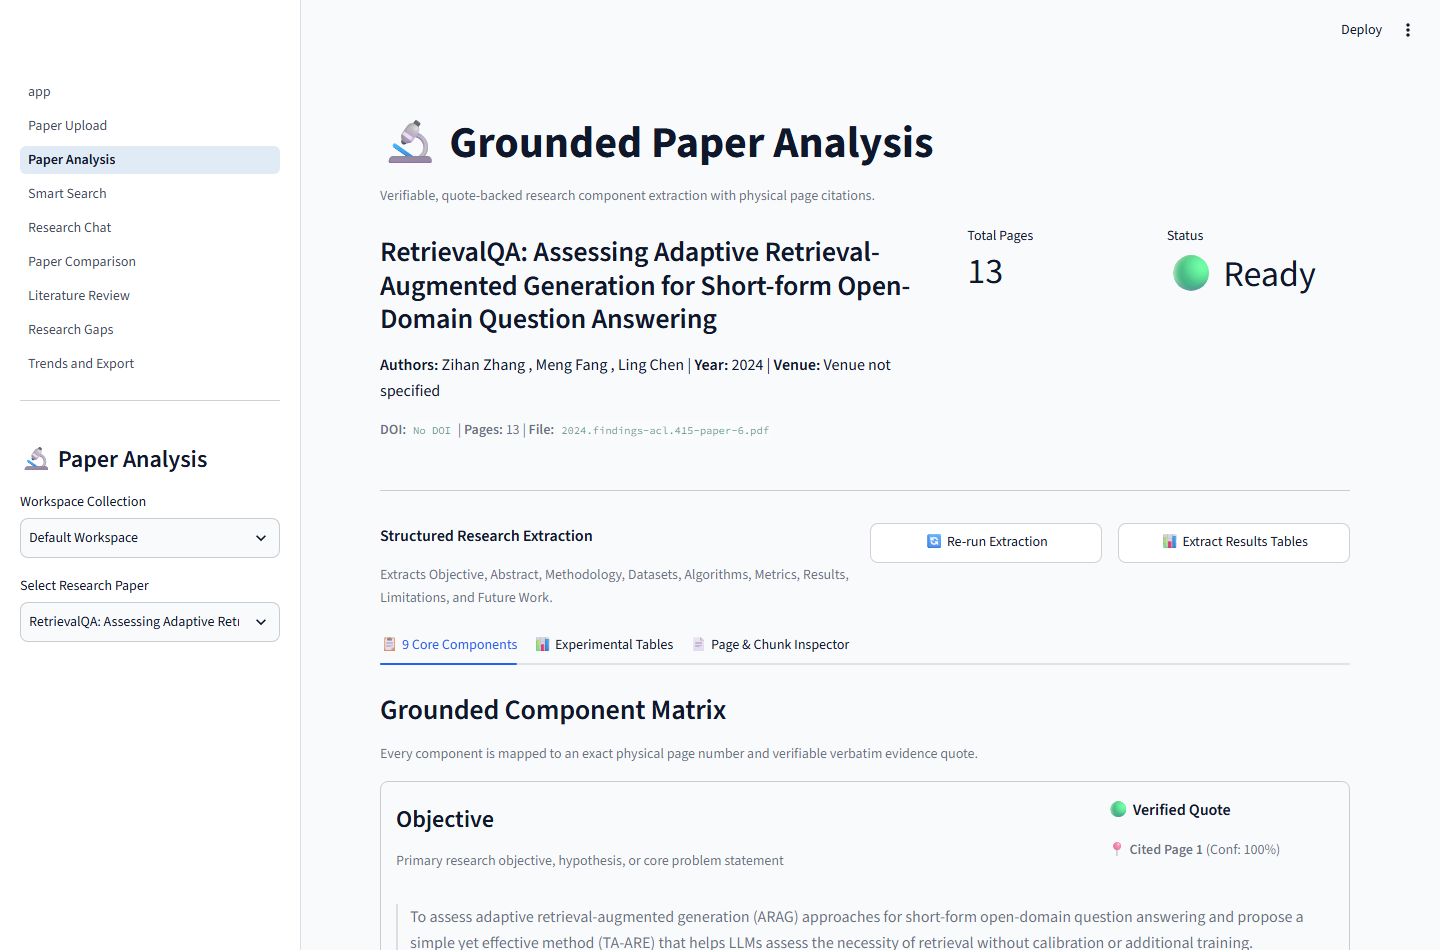 Deploy
app
Paper Upload
Paper Analysis
Smart Search
Research Chat
Paper Comparison
Literature Review
Research Gaps
Trends and Export
Paper Analysis
Workspace Collection
Default Workspace
Select Research Paper
RetrievalQA: Assessing Adaptive Retr
Grounded Paper Analysis
Verifiable, quote-backed research component extraction with physical page citations.
RetrievalQA: Assessing Adaptive Retrieval-
Augmented Generation for Short-form Open-
Domain Question Answering
Authors: Zihan Zhang , Meng Fang , Ling Chen | Year: 2024 | Venue: Venue not
specified
DOI: No DOI | Pages: 13 | File: 2024.findings-acl.415-paper-6.pdf
Total Pages
13
Status
Ready
Structured Research Extraction
Extracts Objective, Abstract, Methodology, Datasets, Algorithms, Metrics, Results,
Limitations, and Future Work.
Re-run Extraction
Extract Results Tables
9 Core Components
Experimental Tables
Page & Chunk Inspector
Grounded Component Matrix
Every component is mapped to an exact physical page number and verifiable verbatim evidence quote.
Objective
Primary research objective, hypothesis, or core problem statement
Verified Quote
Cited Page 1 (Conf: 100%)
To assess adaptive retrieval-augmented generation (ARAG) approaches for short-form open-domain question answering and propose a
simple yet effective method (TA-ARE) that helps LLMs assess the necessity of retrieval without calibration or additional training.